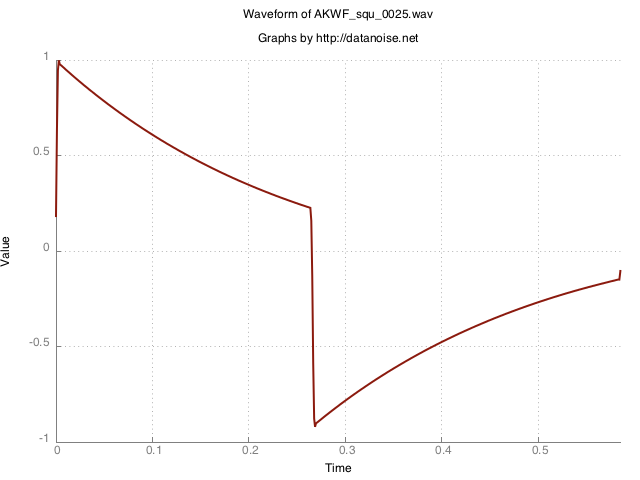 Waveform of AKWF_squ_0025.wav
Graphs by http://datanoise.net
1
0.5
0
-0.5
-1
Value
0 0.1 0.2 0.3 0.4 0.5
Time